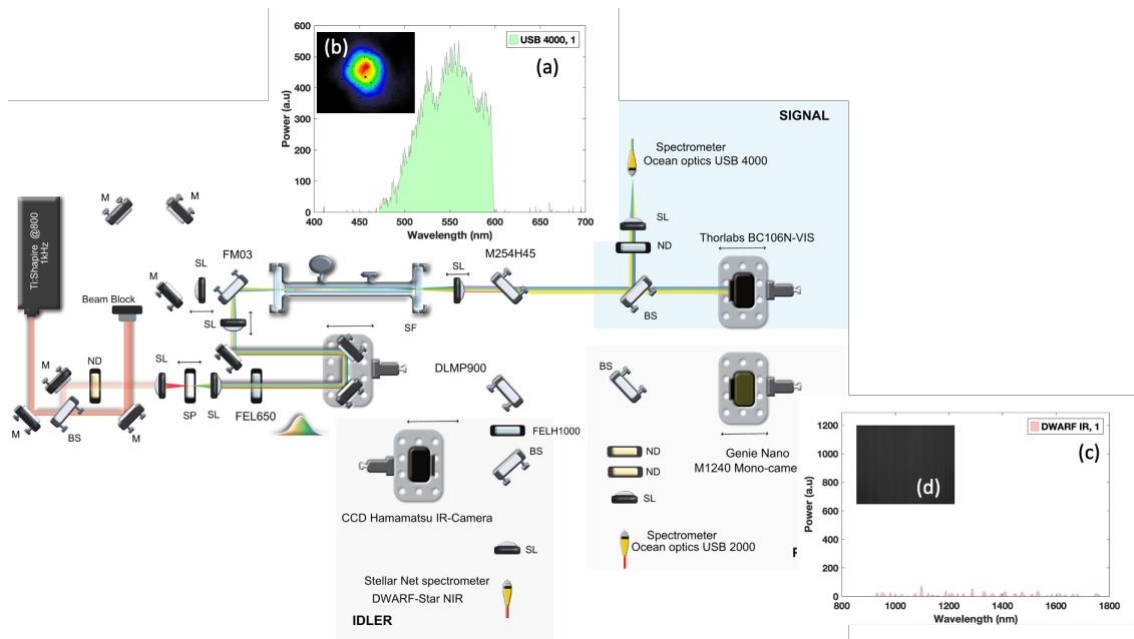 (b)
USB 4000, 1
(a)
600
500
400
300
200
100
0
Power (a.u)
400
450
500
550
600
650
700
Wavelength (nm)
SIGNAL
Spectrometer
Ocean optics USB 4000
SL
ND
Thorlabs BC106N-VIS
BS
M
M
Ti:Shapire @800
1kHz
SL
FM03
M
M254H45
SL
Beam Block
SL
SF
ND
M
SL
DLMP900
BS
SP
SL
FEL650
M
BS
M
FELH1000
BS
ND
ND
SL
Genie Nano
M1240 Mono-came
CCD Hamamatsu IR-Camera
SL
Spectrometer
Ocean optics USB 2000
Stellar Net spectrometer
DWARF-Star NIR
IDLER
DWARF IR, 1
(c)
(d)
1200
1000
800
600
400
200
0
Power (a.u)
800
1000
1200
1400
1600
1800
Wavelength (nm)